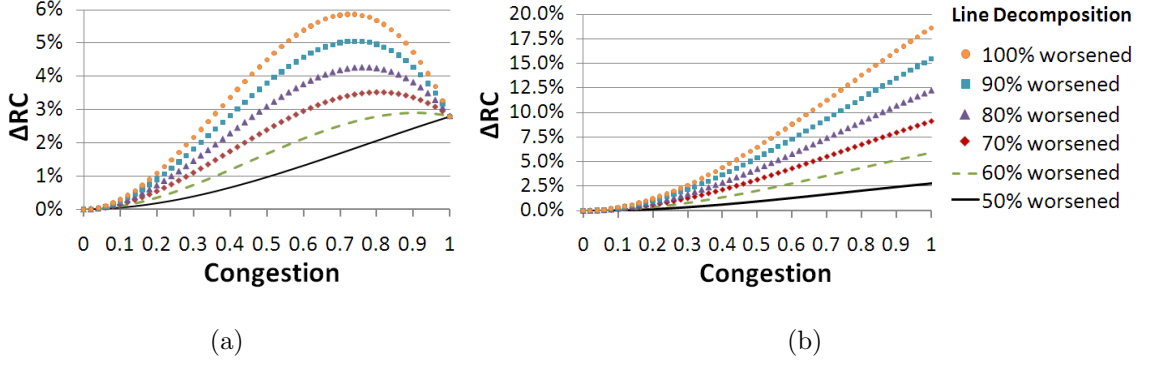 6%
5%
4%
3%
2%
1%
0%
ΔRC
0 0.1 0.2 0.3 0.4 0.5 0.6 0.7 0.8 0.9 1
Congestion
(a)
20.0%
17.5%
15.0%
12.5%
10.0%
7.5%
5.0%
2.5%
0.0%
ΔRC
0 0.1 0.2 0.3 0.4 0.5 0.6 0.7 0.8 0.9 1
Congestion
(b)
Line Decomposition
100% worsened
90% worsened
80% worsened
70% worsened
60% worsened
50% worsened